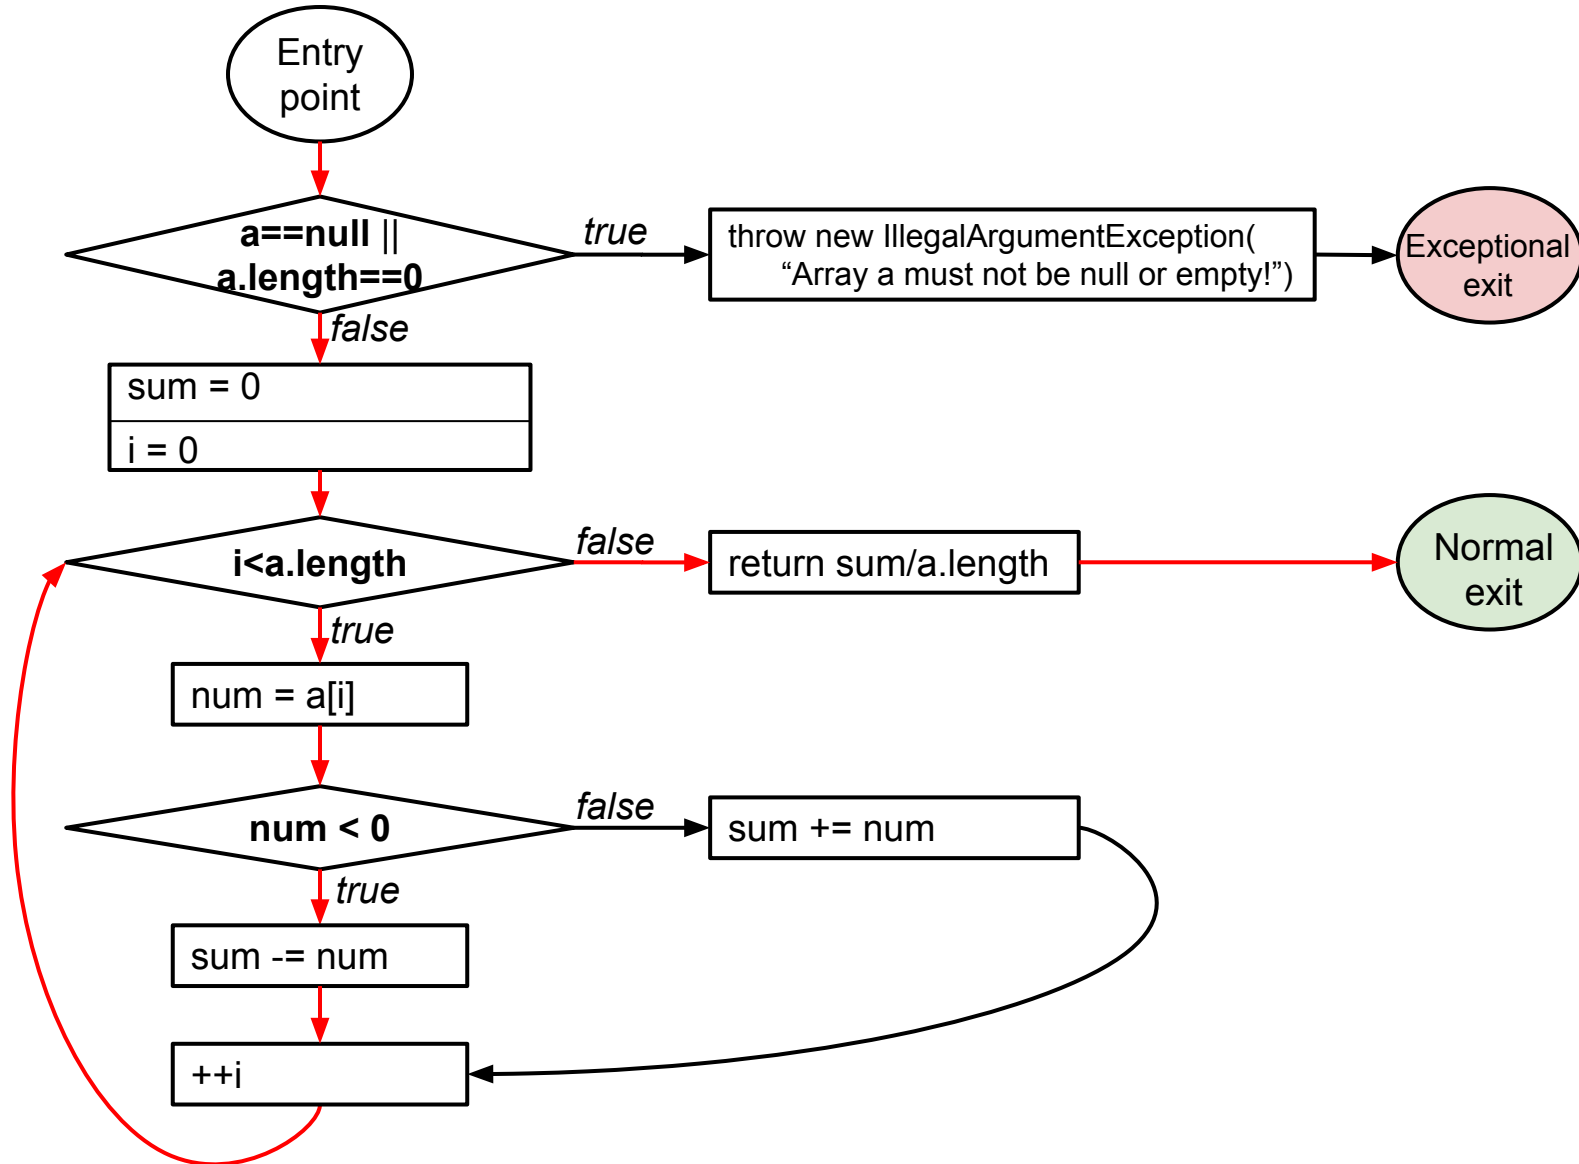 Entry
point
a==null ||
a.length==0
true
throw new IllegalArgumentException(
“Array a must not be null or empty!”)
Exceptional
exit
false
sum = 0
i = 0
i<a.length
false
return sum/a.length
Normal
exit
true
num = a[i]
num < 0
false
sum += num
true
sum -= num
++i